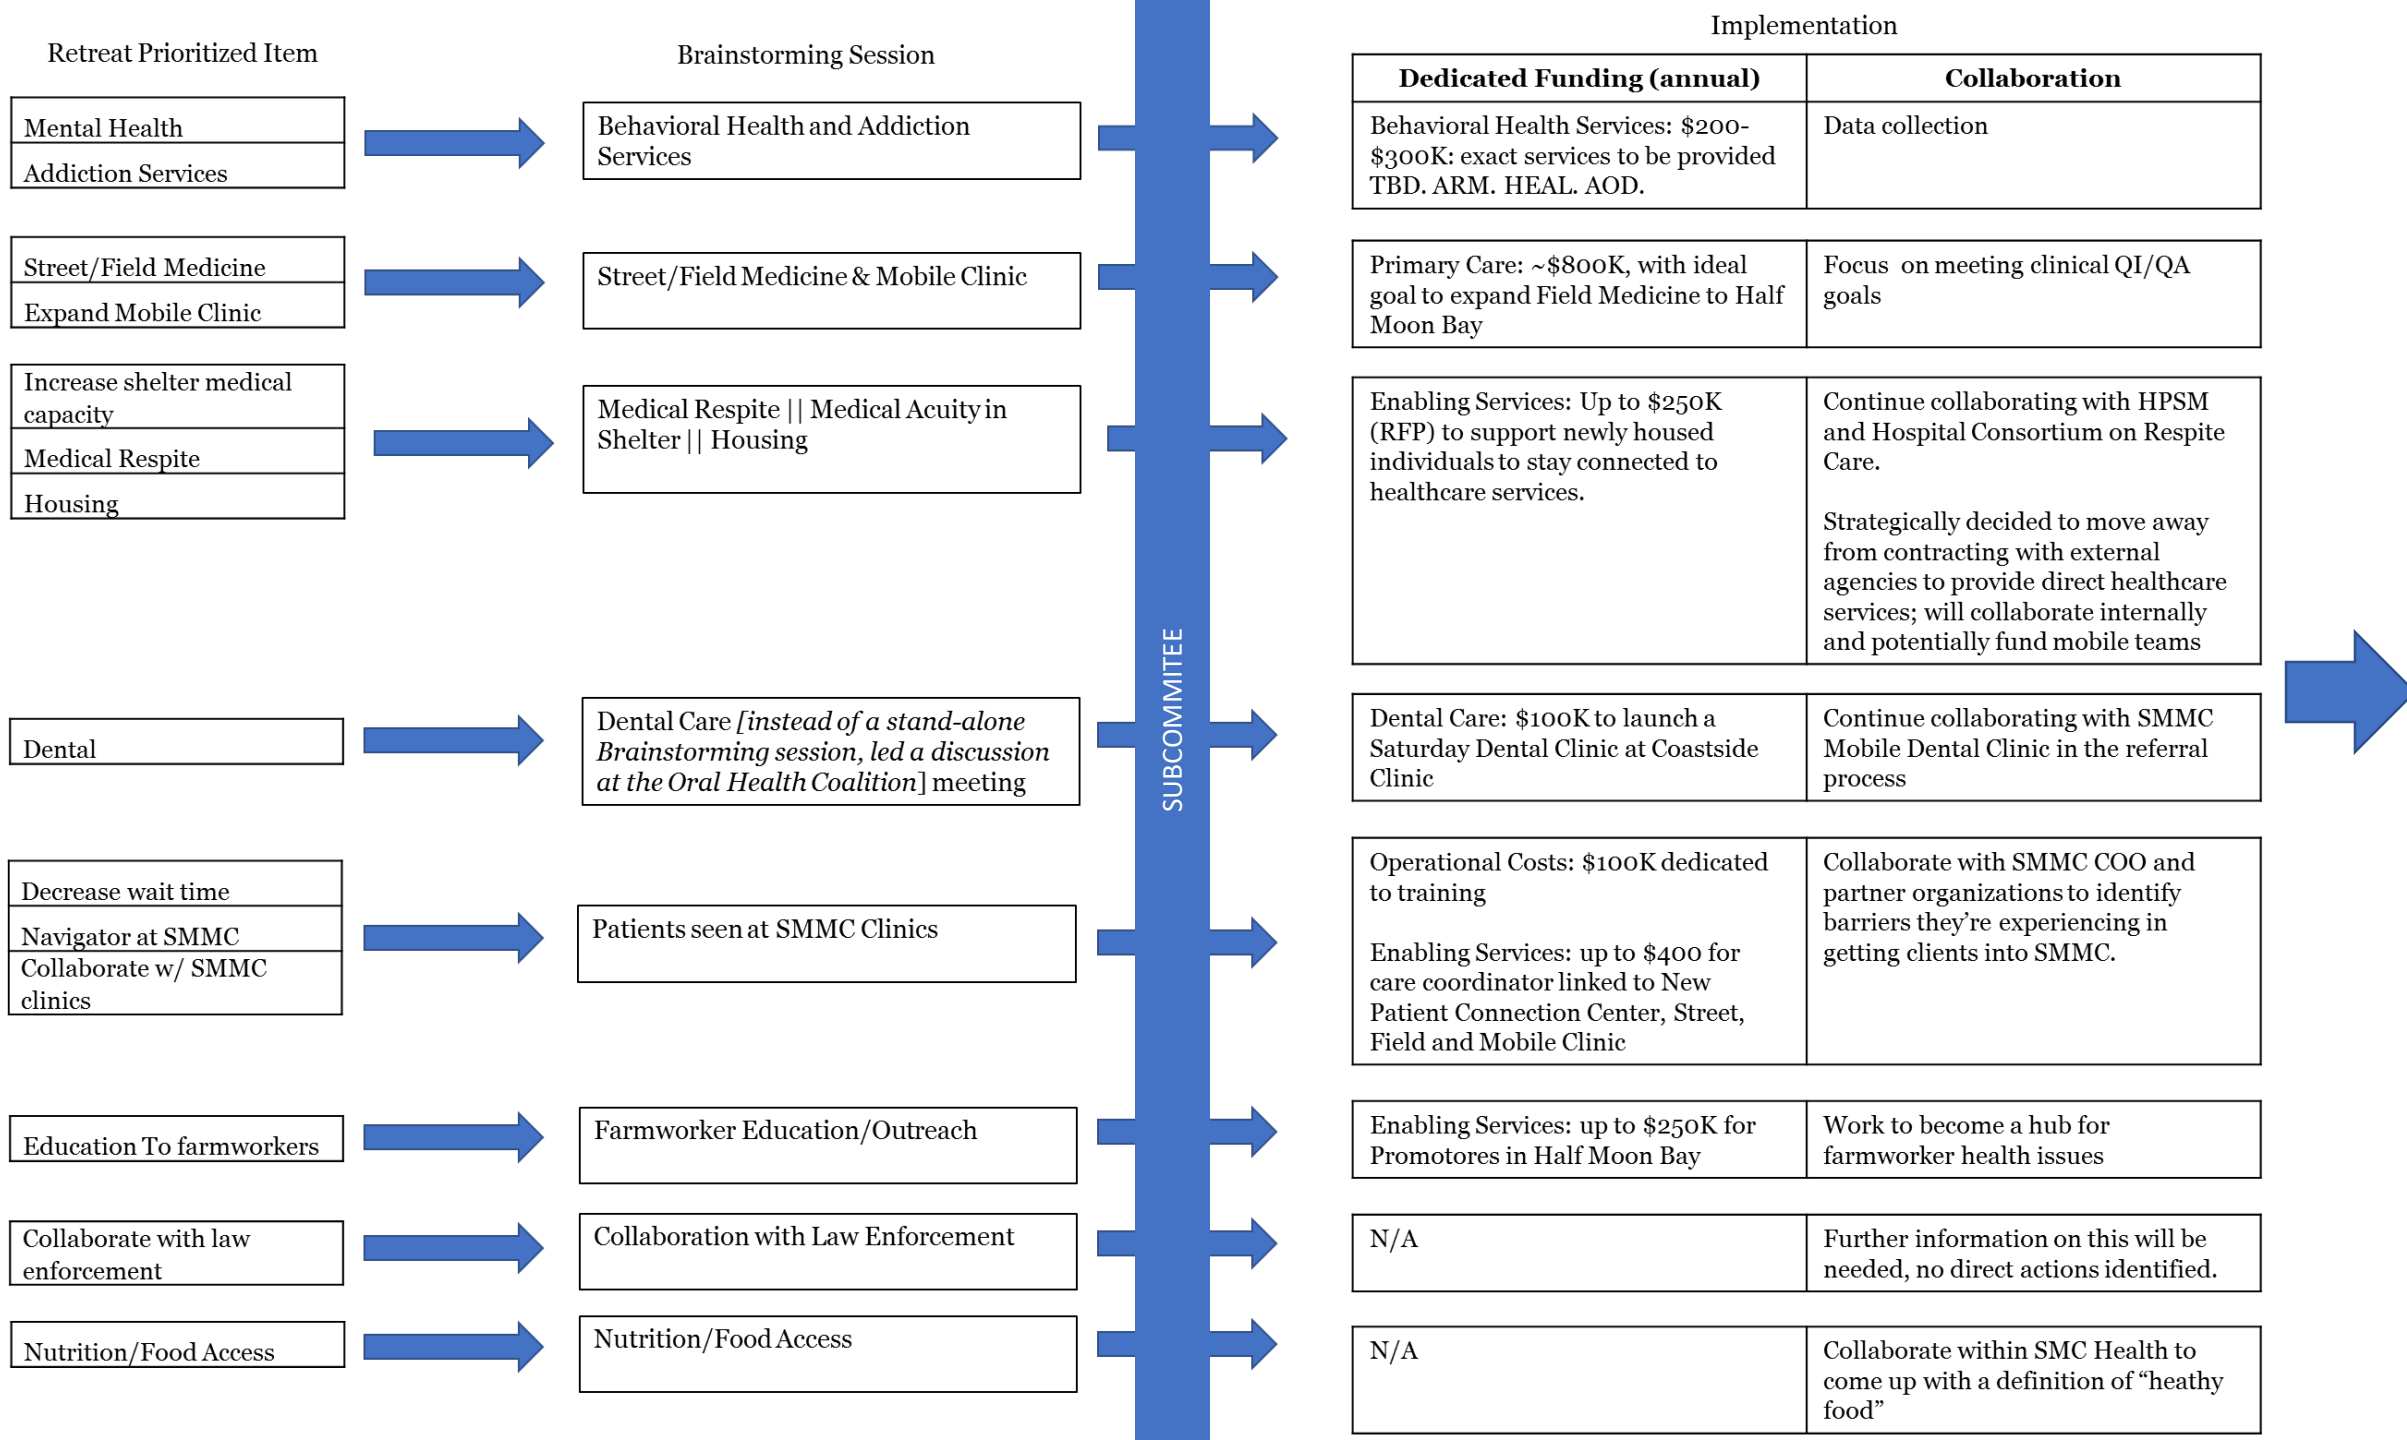 Retreat Prioritized Item
Brainstorming Session
Implementation
Dedicated Funding (annual)
Collaboration
Mental Health
Addiction Services
Behavioral Health and Addiction
Services
Behavioral Health Services: $200-
$300K: exact services to be provided
TBD. ARM. HEAL. AOD.
Data collection
Street/Field Medicine
Expand Mobile Clinic
Street/Field Medicine & Mobile Clinic
Primary Care: ~$800K, with ideal
goal to expand Field Medicine to Half
Moon Bay
Focus on meeting clinical QI/QA
goals
Increase shelter medical
capacity
Medical Respite
Housing
Medical Respite || Medical Acuity in
Shelter || Housing
Enabling Services: Up to $250K
(RFP) to support newly housed
individuals to stay connected to
healthcare services.
Continue collaborating with HPSM
and Hospital Consortium on Respite
Care.
Strategically decided to move away
from contracting with external
agencies to provide direct healthcare
services; will collaborate internally
and potentially fund mobile teams
SUBCOMMITEE
Dental
Dental Care [instead of a stand-alone
Brainstorming session, led a discussion
at the Oral Health Coalition] meeting
Dental Care: $100K to launch a
Saturday Dental Clinic at Coastside
Clinic
Continue collaborating with SMMC
Mobile Dental Clinic in the referral
process
Decrease wait time
Navigator at SMMC
Collaborate w/ SMMC
clinics
Patients seen at SMMC Clinics
Operational Costs: $100K dedicated
to training
Enabling Services: up to $400 for
care coordinator linked to New
Patient Connection Center, Street,
Field and Mobile Clinic
Collaborate with SMMC COO and
partner organizations to identify
barriers they’re experiencing in
getting clients into SMMC.
Education To farmworkers
Farmworker Education/Outreach
Enabling Services: up to $250K for
Promotores in Half Moon Bay
Work to become a hub for
farmworker health issues
Collaborate with law
enforcement
Collaboration with Law Enforcement
N/A
Further information on this will be
needed, no direct actions identified.
Nutrition/Food Access
Nutrition/Food Access
N/A
Collaborate within SMC Health to
come up with a definition of “heathy
food”